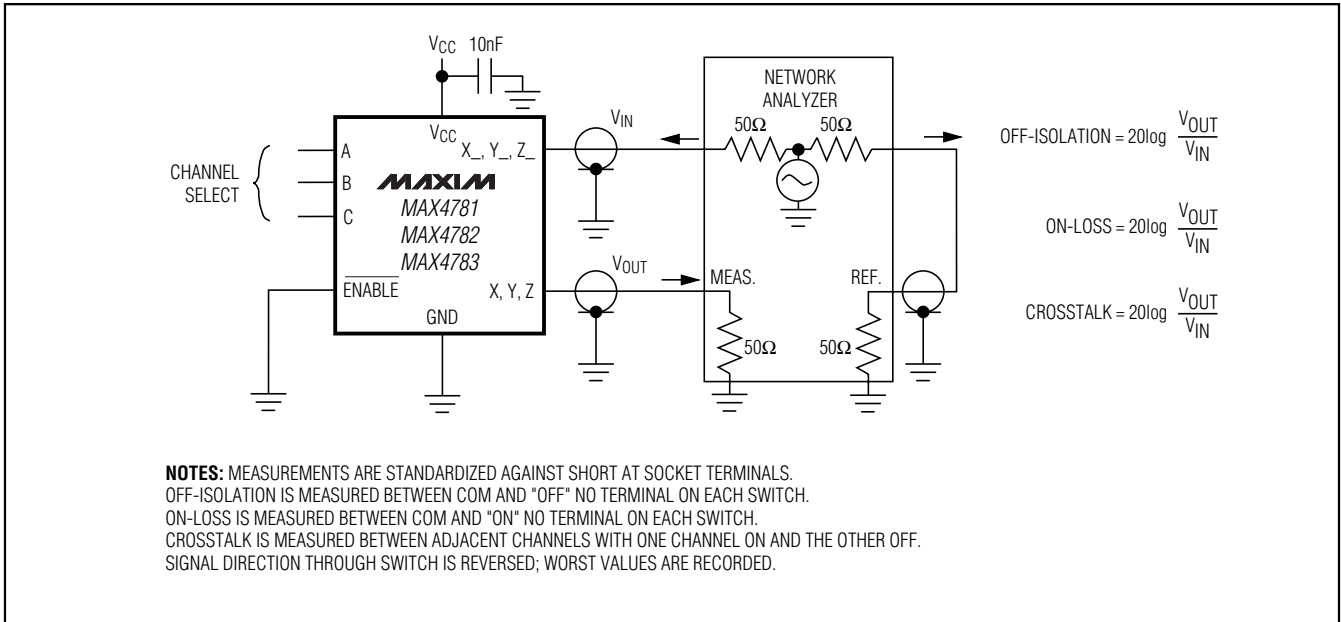 VCC 10nF
VCC
X_, Y_, Z_
A
B
C
CHANNEL
SELECT
MAXIM
MAX4781
MAX4782
MAX4783
ENABLE
X, Y, Z
GND
VIN
VOUT
NETWORK
ANALYZER
50Ω 50Ω
MEAS. REF.
50Ω 50Ω
OFF-ISOLATION = 20log VOUT
VIN
ON-LOSS = 20log VOUT
VIN
CROSSTALK = 20log VOUT
VIN
NOTES: MEASUREMENTS ARE STANDARDIZED AGAINST SHORT AT SOCKET TERMINALS.
OFF-ISOLATION IS MEASURED BETWEEN COM AND "OFF" NO TERMINAL ON EACH SWITCH.
ON-LOSS IS MEASURED BETWEEN COM AND "ON" NO TERMINAL ON EACH SWITCH.
CROSSTALK IS MEASURED BETWEEN ADJACENT CHANNELS WITH ONE CHANNEL ON AND THE OTHER OFF.
SIGNAL DIRECTION THROUGH SWITCH IS REVERSED; WORST VALUES ARE RECORDED.